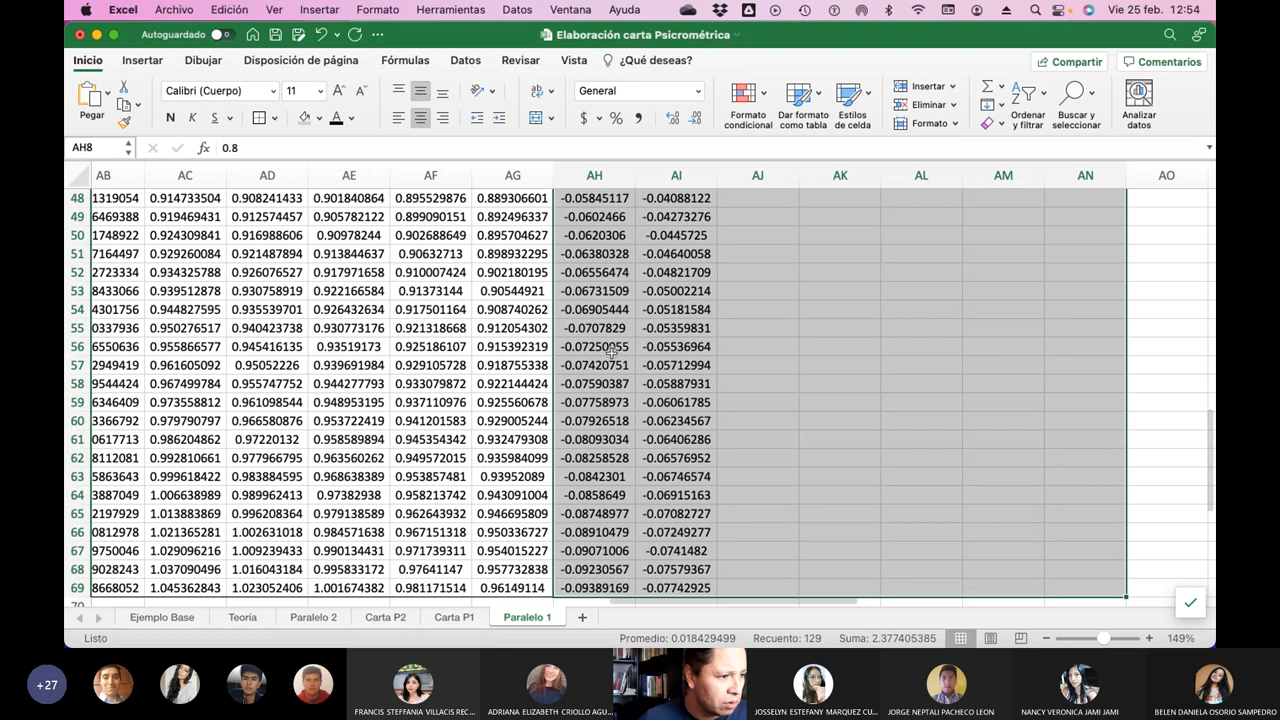 Excel Archivo Edición Ver Insertar Formato Herramientas Datos Ventana Ayuda Vie 25 feb. 12:54
Autoguardado Elaboración carta Psicrométrica
Inicio Insertar Dibujar Disposición de página Fórmulas Datos Revisar Vista ¿Qué deseas? Compartir Comentarios
Pegar Calibri (Cuerpo) 11 General Formato condicional Dar formato como tabla Estilos de celda Insertar Eliminar Formato Ordenar y filtrar Buscar y seleccionar Analizar datos
N K S
AH8 fx 0.8
AB AC AD AE AF AG AH AI AJ AK AL AM AN AO
48 1319054 0.914733504 0.908241433 0.901840864 0.895529876 0.889306601 -0.05845117 -0.04088122
49 6469388 0.919469431 0.912574457 0.905782122 0.899090151 0.892496337 -0.0602466 -0.04273276
50 1748922 0.924309841 0.916988606 0.90978244 0.902688649 0.895704627 -0.0620306 -0.0445725
51 7164497 0.929260084 0.921487894 0.913844637 0.90632713 0.898932295 -0.06380328 -0.04640058
52 2723334 0.934325788 0.926076527 0.917971658 0.910007424 0.902180195 -0.06556474 -0.04821709
53 8433066 0.939512878 0.930758919 0.922166584 0.91373144 0.90544921 -0.06731509 -0.05002214
54 4301756 0.944827595 0.935539701 0.926432634 0.917501164 0.908740262 -0.06905444 -0.05181584
55 0337936 0.950276517 0.940423738 0.930773176 0.921318668 0.912054302 -0.0707829 -0.05359831
56 6550636 0.955866577 0.945416135 0.93519173 0.925186107 0.915392319 -0.05536964
57 2949419 0.961605092 0.95052226 0.939691984 0.929105728 0.918755338 -0.07420751 -0.05712994
58 9544424 0.967499784 0.955747752 0.944277793 0.933079872 0.922144424 -0.07590387 -0.05887931
59 6346409 0.973558812 0.961098544 0.948953195 0.937110976 0.925560678 -0.07758973 -0.06061785
60 3366792 0.979790797 0.966580876 0.953722419 0.941201583 0.929005244 -0.07926518 -0.06234567
61 0617713 0.986204862 0.97220132 0.958589894 0.945354342 0.932479308 -0.08093034 -0.06406286
62 8112081 0.992810661 0.977966795 0.963560262 0.949572015 0.935984099 -0.08258528 -0.06576952
63 5863643 0.999618422 0.983884595 0.968638389 0.953857481 0.93952089 -0.0842301 -0.06746574
64 3887049 1.006638989 0.989962413 0.97382938 0.958213742 0.943091004 -0.0858649 -0.06915163
65 2197929 1.013883869 0.996208364 0.979138589 0.962643932 0.946695809 -0.08748977 -0.07082727
66 0812978 1.021365281 1.002631018 0.984571638 0.967151318 0.950336727 -0.08910479 -0.07249277
67 9750046 1.029096216 1.009239433 0.990134431 0.971739311 0.954015227 -0.09071006 -0.0741482
68 9028243 1.037090496 1.016043184 0.995833172 0.97641147 0.957732838 -0.09230567 -0.07579367
69 8668052 1.045362843 1.023052406 1.001674382 0.981171514 0.96149114 -0.09389169 -0.07742925
Ejemplo Base Teoría Paralelo 2 Carta P2 Carta P1 Paralelo 1
Listo Promedio: 0.018429499 Recuento: 129 Suma: 2.377405385 149%
+27 FRANCIS STEFFANIA VILLACIS REC... ADRIANA ELIZABETH CRIOLLO AGU... JOSSELYN ESTEFANY MARQUEZ CU... JORGE NEPTALI PACHECO LEON NANCY VERONICA JAMI JAMI BELEN DANIELA OSORIO SAMPEDRO